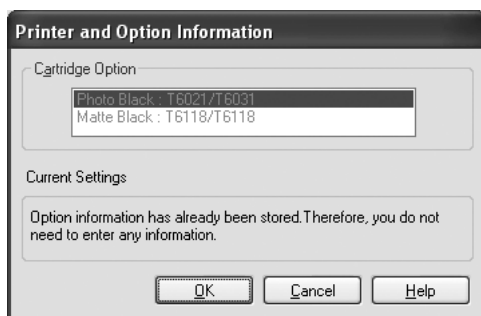 Printer and Option Information
Cartridge Option
Photo Black : T6021/T6031
Matte Black : T6118/T6118
Current Settings
Option information has already been stored.Therefore, you do not
need to enter any information.
OK Cancel Help